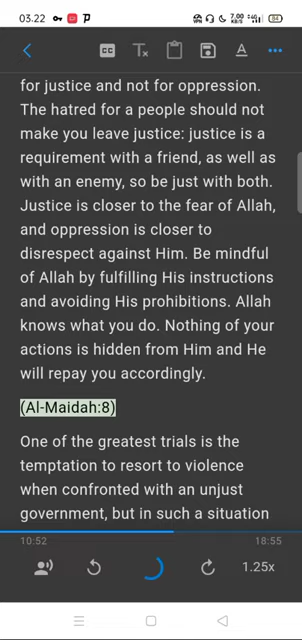 03.22
7.00
KB/S
84
CC
for justice and not for oppression.
The hatred for a people should not
make you leave justice: justice is a
requirement with a friend, as well as
with an enemy, so be just with both.
Justice is closer to the fear of Allah,
and oppression is closer to
disrespect against Him. Be mindful
of Allah by fulfilling His instructions
and avoiding His prohibitions. Allah
knows what you do. Nothing of your
actions is hidden from Him and He
will repay you accordingly.
(Al-Maidah:8)
One of the greatest trials is the
temptation to resort to violence
when confronted with an unjust
government, but in such a situation
10:52
18:55
1.25x